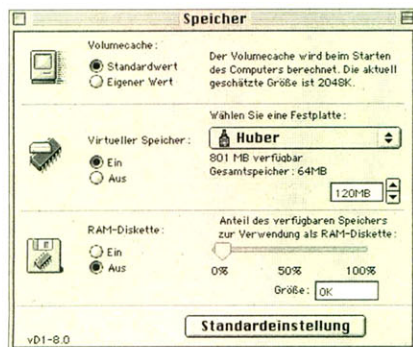 Speicher
Volumecache:
Standardwert
Eigener Wert
Der Volumecache wird beim Starten
des Computers berechnet. Die aktuell
geschätzte Größe ist 2048K.
Virtueller Speicher:
Ein
Aus
Wählen Sie eine Festplatte:
Huber
801 MB verfügbar
Gesamtspeicher: 64MB
120MB
RAM-Diskette:
Ein
Aus
Anteil des verfügbaren Speichers
zur Verwendung als RAM-Diskette:
0% 50% 100%
Größe: 0K
vD1-8.0
Standardeinstellung